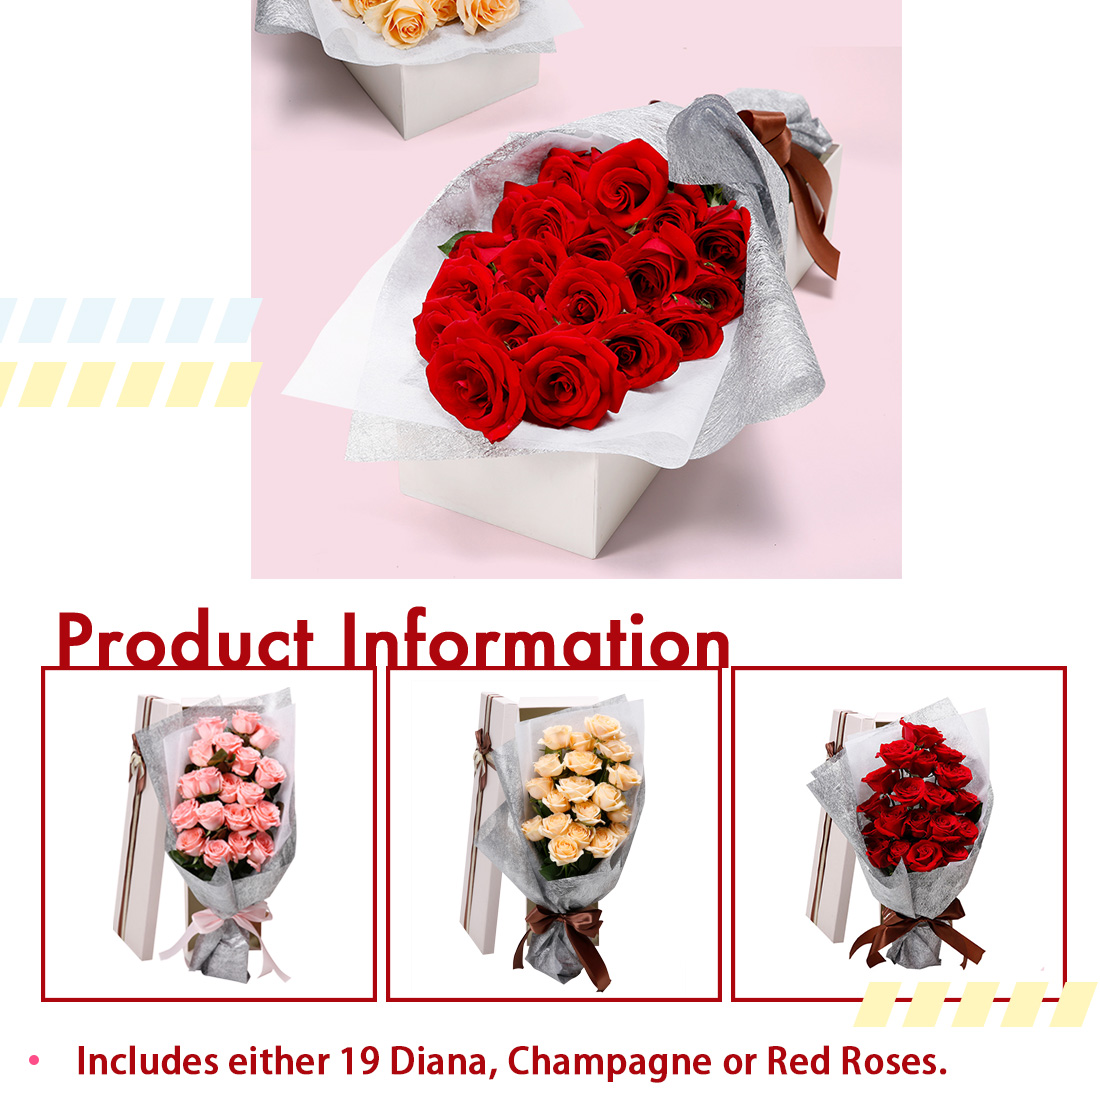 Product Information
• Includes either 19 Diana, Champagne or Red Roses.